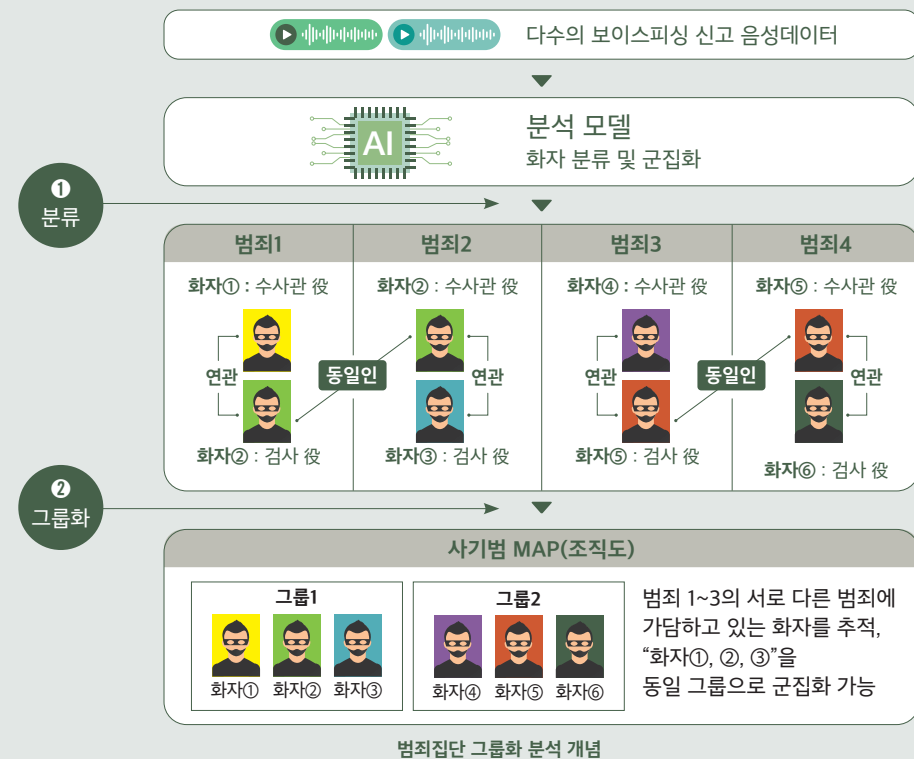 다수의 보이스피싱 신고 음성데이터
AI
분석 모델
화자 분류 및 군집화
❶
분류
범죄1
범죄2
범죄3
범죄4
화자① : 수사관 役
화자② : 수사관 役
화자④ : 수사관 役
화자⑤ : 수사관 役
연관
동일인
연관
연관
동일인
연관
화자② : 검사 役
화자③ : 검사 役
화자⑤ : 검사 役
화자⑥ : 검사 役
❷
그룹화
사기범 MAP(조직도)
그룹1
화자① 화자② 화자③
그룹2
화자④ 화자⑤ 화자⑥
범죄 1~3의 서로 다른 범죄에
가담하고 있는 화자를 추적,
“화자①, ②, ③”을
동일 그룹으로 군집화 가능
범죄집단 그룹화 분석 개념